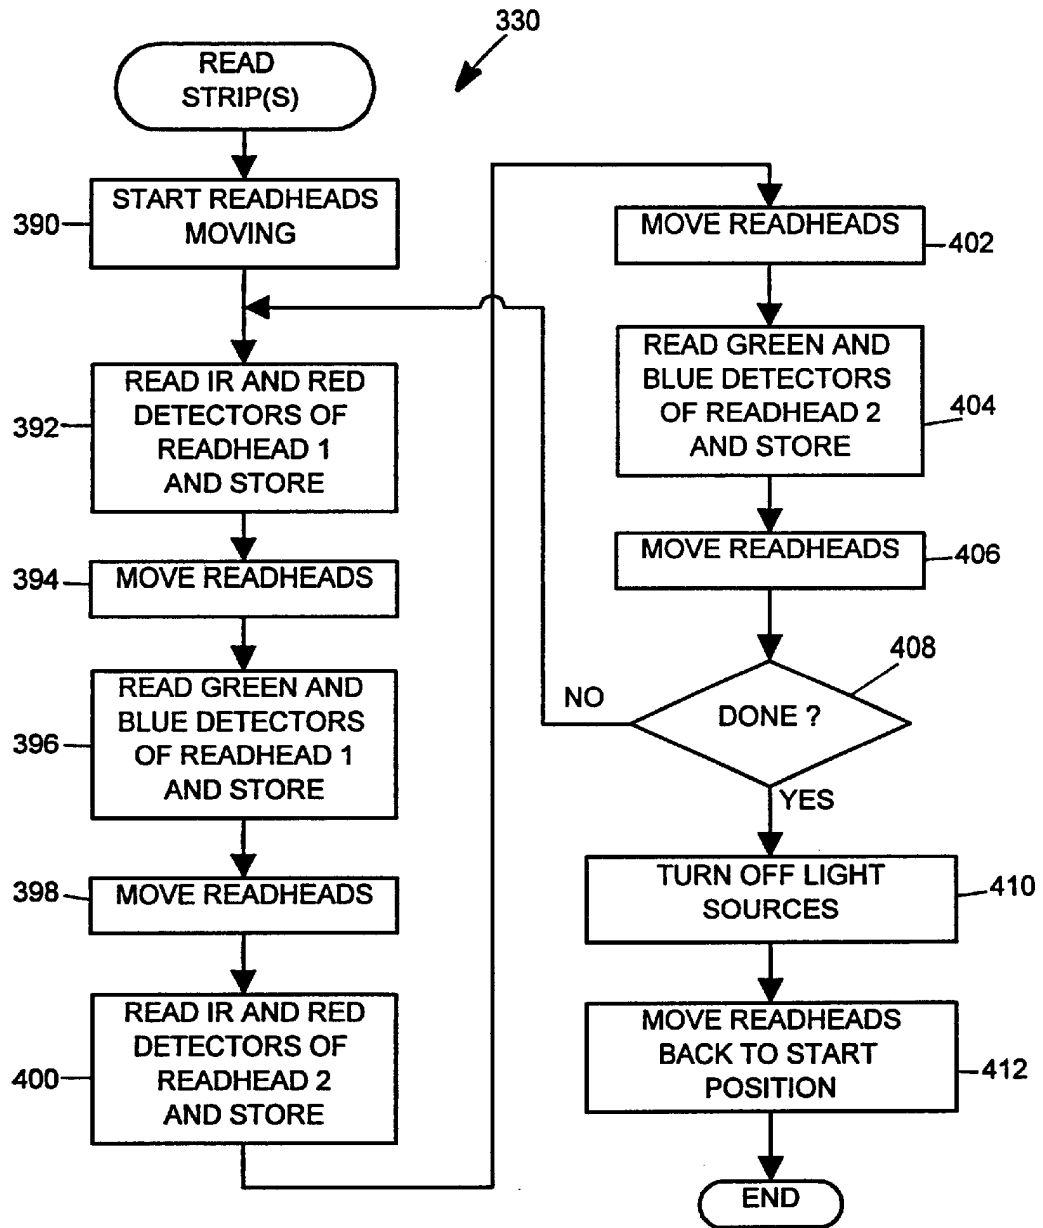 330
READ
STRIP(S)
390
START READHEADS
MOVING
392
READ IR AND RED
DETECTORS OF
READHEAD 1
AND STORE
394
MOVE READHEADS
396
READ GREEN AND
BLUE DETECTORS
OF READHEAD 1
AND STORE
398
MOVE READHEADS
400
READ IR AND RED
DETECTORS OF
READHEAD 2
AND STORE
MOVE READHEADS
402
READ GREEN AND
BLUE DETECTORS
OF READHEAD 2
AND STORE
404
MOVE READHEADS
406
408
NO
DONE ?
YES
TURN OFF LIGHT
SOURCES
410
MOVE READHEADS
BACK TO START
POSITION
412
END